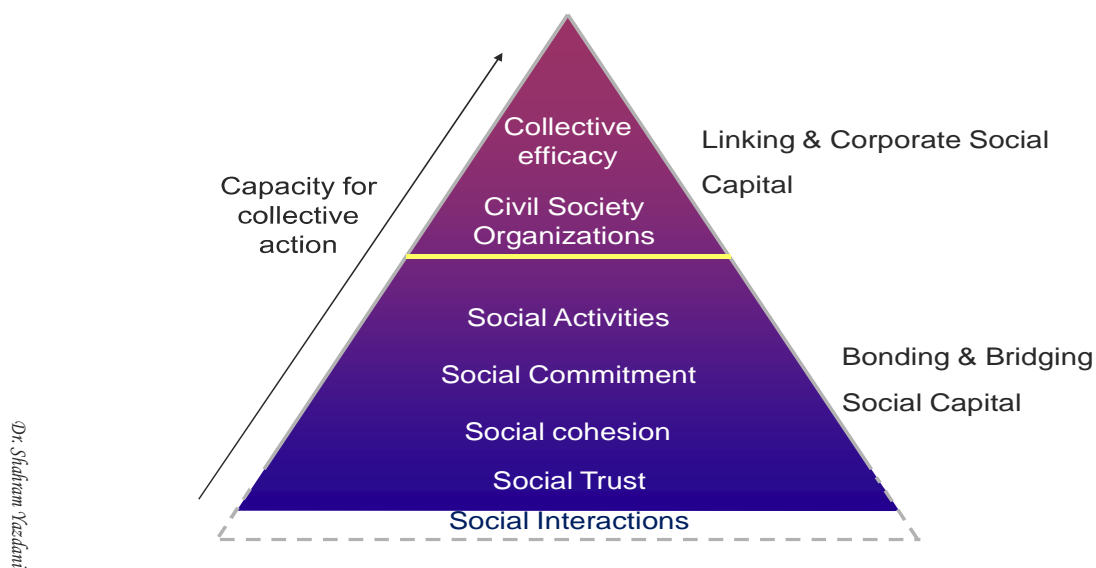 Collective
efficacy
Civil Society
Organizations
Linking & Corporate Social
Capital
Capacity for
collective
action
Social Activities
Social Commitment
Social cohesion
Social Trust
Social Interactions
Bonding & Bridging
Social Capital
Dr. Shahram Yazdani